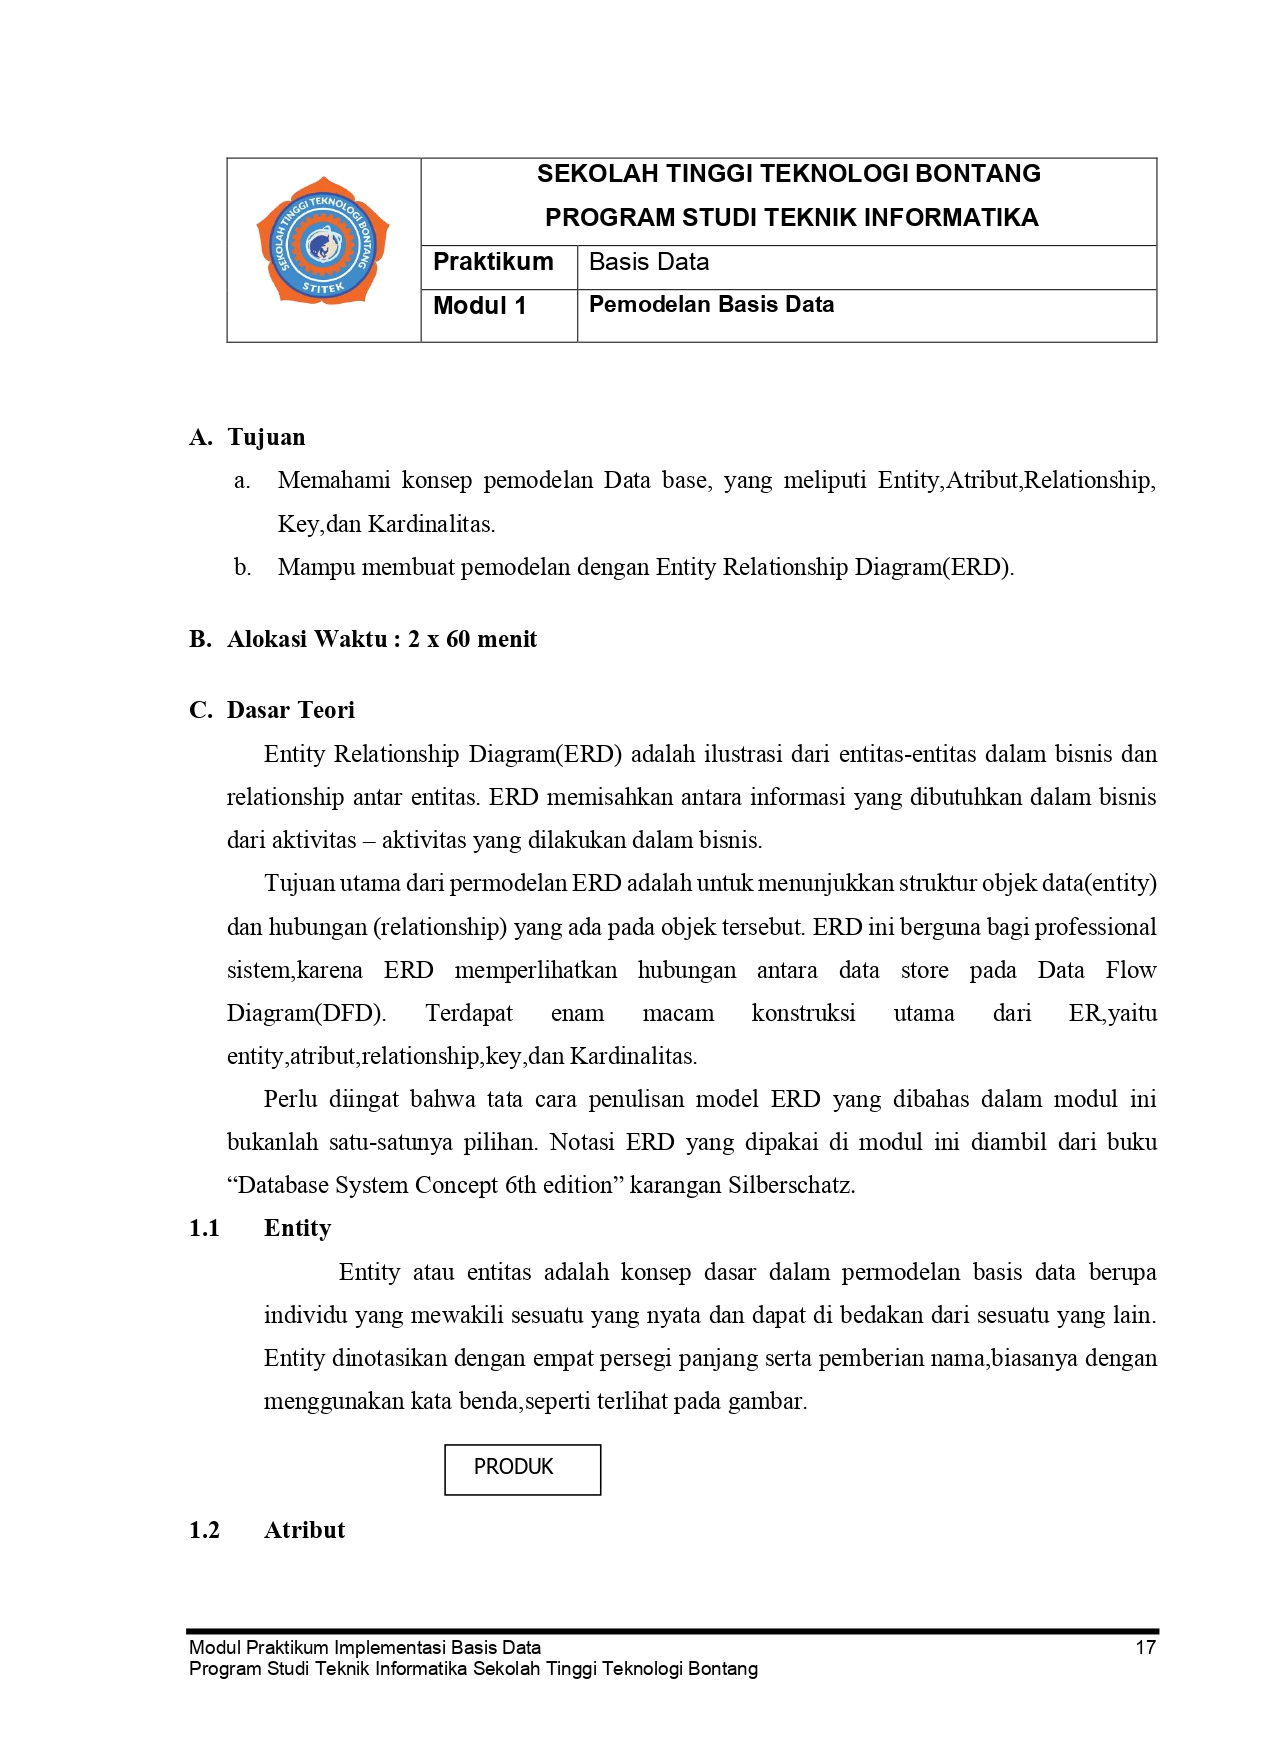 SEKOLAH TINGGI TEKNOLOGI BONTANG
STITEK
SEKOLAH TINGGI TEKNOLOGI BONTANG
PROGRAM STUDI TEKNIK INFORMATIKA
Praktikum Basis Data
Modul 1 Pemodelan Basis Data
A. Tujuan
a. Memahami konsep pemodelan Data base, yang meliputi Entity,Atribut,Relationship,
Key,dan Kardinalitas.
b. Mampu membuat pemodelan dengan Entity Relationship Diagram(ERD).
B. Alokasi Waktu : 2 x 60 menit
C. Dasar Teori
Entity Relationship Diagram(ERD) adalah ilustrasi dari entitas-entitas dalam bisnis dan
relationship antar entitas. ERD memisahkan antara informasi yang dibutuhkan dalam bisnis
dari aktivitas – aktivitas yang dilakukan dalam bisnis.
Tujuan utama dari permodelan ERD adalah untuk menunjukkan struktur objek data(entity)
dan hubungan (relationship) yang ada pada objek tersebut. ERD ini berguna bagi professional
sistem,karena ERD memperlihatkan hubungan antara data store pada Data Flow
Diagram(DFD). Terdapat enam macam konstruksi utama dari ER,yaitu
entity,atribut,relationship,key,dan Kardinalitas.
Perlu diingat bahwa tata cara penulisan model ERD yang dibahas dalam modul ini
bukanlah satu-satunya pilihan. Notasi ERD yang dipakai di modul ini diambil dari buku
“Database System Concept 6th edition” karangan Silberschatz.
1.1 Entity
Entity atau entitas adalah konsep dasar dalam permodelan basis data berupa
individu yang mewakili sesuatu yang nyata dan dapat di bedakan dari sesuatu yang lain.
Entity dinotasikan dengan empat persegi panjang serta pemberian nama,biasanya dengan
menggunakan kata benda,seperti terlihat pada gambar.
PRODUK
1.2 Atribut
Modul Praktikum Implementasi Basis Data 17
Program Studi Teknik Informatika Sekolah Tinggi Teknologi Bontang